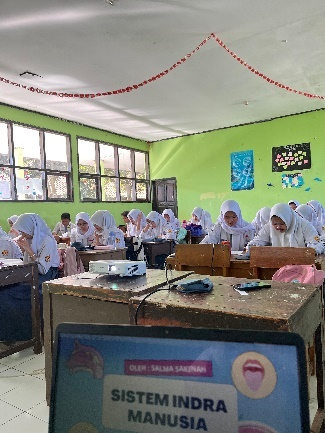 OLEH : SALMA SAKINAH
SISTEM INDRA
MANUSIA